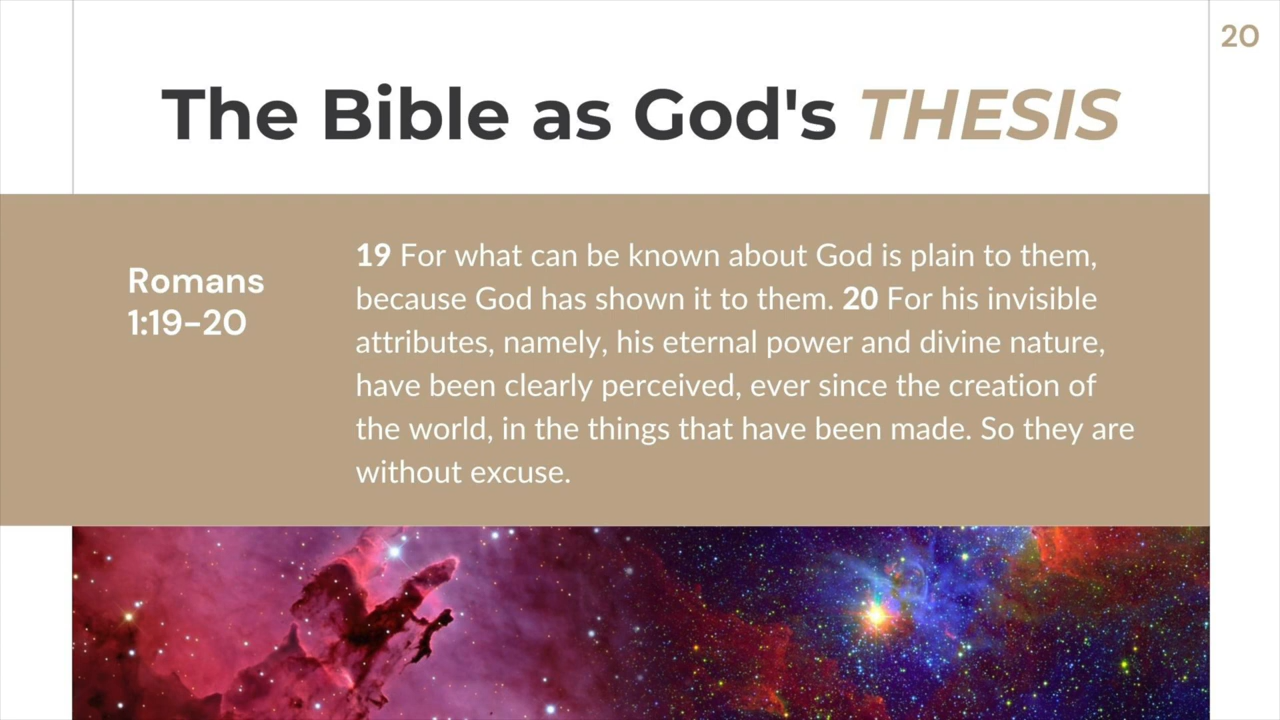 20
The Bible as God's THESIS
Romans
1:19-20
19 For what can be known about God is plain to them,
because God has shown it to them. 20 For his invisible
attributes, namely, his eternal power and divine nature,
have been clearly perceived, ever since the creation of
the world, in the things that have been made. So they are
without excuse.